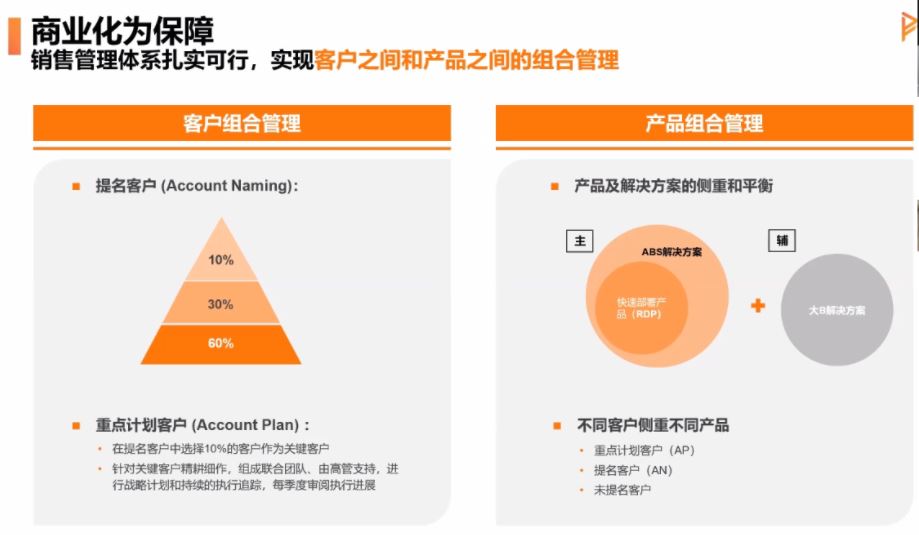 商业化为保障
销售管理体系扎实可行，实现客户之间和产品之间的组合管理
客户组合管理
提名客户 (Account Naming)：
10%
30%
60%
重点计划客户 (Account Plan)：
在提名客户中选择10%的客户作为关键客户
针对关键客户精耕细作，组成联合团队、由高管支持，进
行战略计划和持续的执行追踪，每季度审阅执行进展
产品组合管理
产品及解决方案的侧重和平衡
主
ABS解决方案
快速部署产
品（RDP）
辅
大B解决方案
不同客户侧重不同产品
重点计划客户（AP）
提名客户（AN）
未提名客户